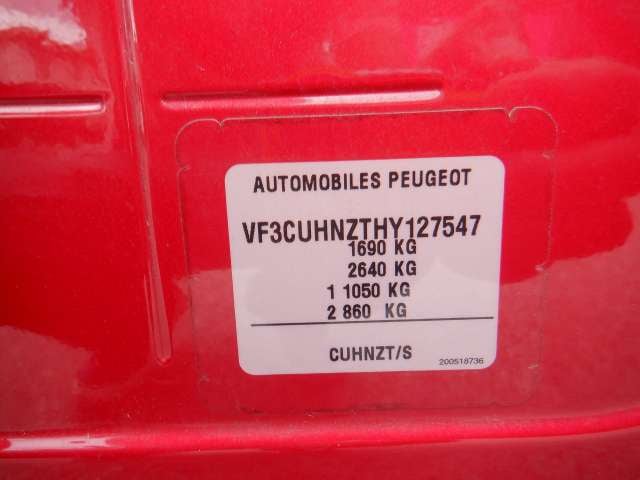 AUTOMOBILES PEUGEOT
VF3CUHNZTHY127547
1690 KG
2640 KG
1 1050 KG
2 860 KG
CUHNZT/S
200518736